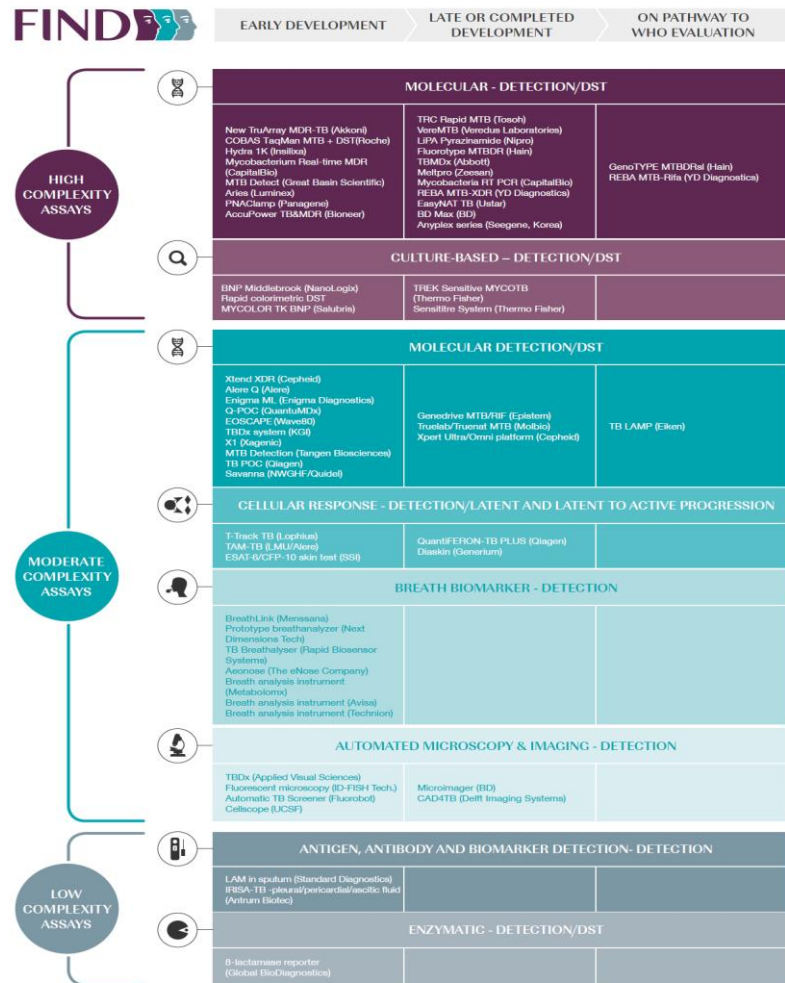 FIND
EARLY DEVELOPMENT
LATE OR COMPLETED
DEVELOPMENT
ON PATHWAY TO
WHO EVALUATION
HIGH
COMPLEXITY
ASSAYS
MOLECULAR - DETECTION/DST
New TruArray MDR-TB (Akkoni)
COBAS TaqMan MTB + DST(Roche)
Hydra 1K (Insilixa)
Mycobacterium Real-time MDR
(CapitalBio)
MTB Detect (Great Basin Scientific)
Aries (Luminex)
PNAClamp (Panagene)
AccuPower TB&MDR (Bioneer)
TRC Rapid MTB (Tosoh)
VereMTB (Veredus Laboratories)
LiPA Pyrazinamide (Nipro)
Fluorotype MTBDR (Hain)
TBMDx (Abbott)
Meltpro (Zeesan)
Mycobacteria RT PCR (CapitalBio)
REBA MTB-XDR (YD Diagnostics)
EasyNAT TB (Ustar)
BD Max (BD)
Anyplex series (Seegene, Korea)
GenoTYPE MTBDRsl (Hain)
REBA MTB-Rifa (YD Diagnostics)
CULTURE-BASED – DETECTION/DST
BNP Middlebrook (NanoLogix)
Rapid colorimetric DST
MYCOLOR TK BNP (Salubris)
TREK Sensitive MYCOTB
(Thermo Fisher)
Sensititre System (Thermo Fisher)
MODERATE
COMPLEXITY
ASSAYS
MOLECULAR DETECTION/DST
Xtend XDR (Cepheid)
Alere Q (Alere)
Enigma ML (Enigma Diagnostics)
Q-POC (QuantuMDx)
EOSCAPE (Wave80)
TBDx system (KGI)
X1 (Xagenic)
MTB Detection (Tangen Biosciences)
TB POC (Qiagen)
Savanna (NWGHF/Quidel)
Genedrive MTB/RIF (Epistem)
Truelab/Truenat MTB (Molbio)
Xpert Ultra/Omni platform (Cepheid)
TB LAMP (Eiken)
CELLULAR RESPONSE - DETECTION/LATENT AND LATENT TO ACTIVE PROGRESSION
T-Track TB (Lophius)
TAM-TB (LMU/Alere)
ESAT-6/CFP-10 skin test (SSI)
QuantiFERON-TB PLUS (Qiagen)
Diaskin (Generium)
BREATH BIOMARKER - DETECTION
BreathLink (Menssana)
Prototype breathanalyzer (Next
Dimensions Tech)
TB Breathalyser (Rapid Biosensor
Systems)
Aeonose (The eNose Company)
Breath analysis instrument
(Metabolomx)
Breath analysis instrument (Avisa)
Breath analysis instrument (Technion)
AUTOMATED MICROSCOPY & IMAGING - DETECTION
TBDx (Applied Visual Sciences)
Fluorescent microscopy (ID-FISH Tech.)
Automatic TB Screener (Fluorobot)
Cellscope (UCSF)
Microimager (BD)
CAD4TB (Delft Imaging Systems)
LOW
COMPLEXITY
ASSAYS
ANTIGEN, ANTIBODY AND BIOMARKER DETECTION- DETECTION
LAM in sputum (Standard Diagnostics)
IRISA-TB -pleural/pericardial/ascitic fluid
(Antrum Biotec)
ENZYMATIC - DETECTION/DST
ß-lactamase reporter
(Global BioDiagnostics)